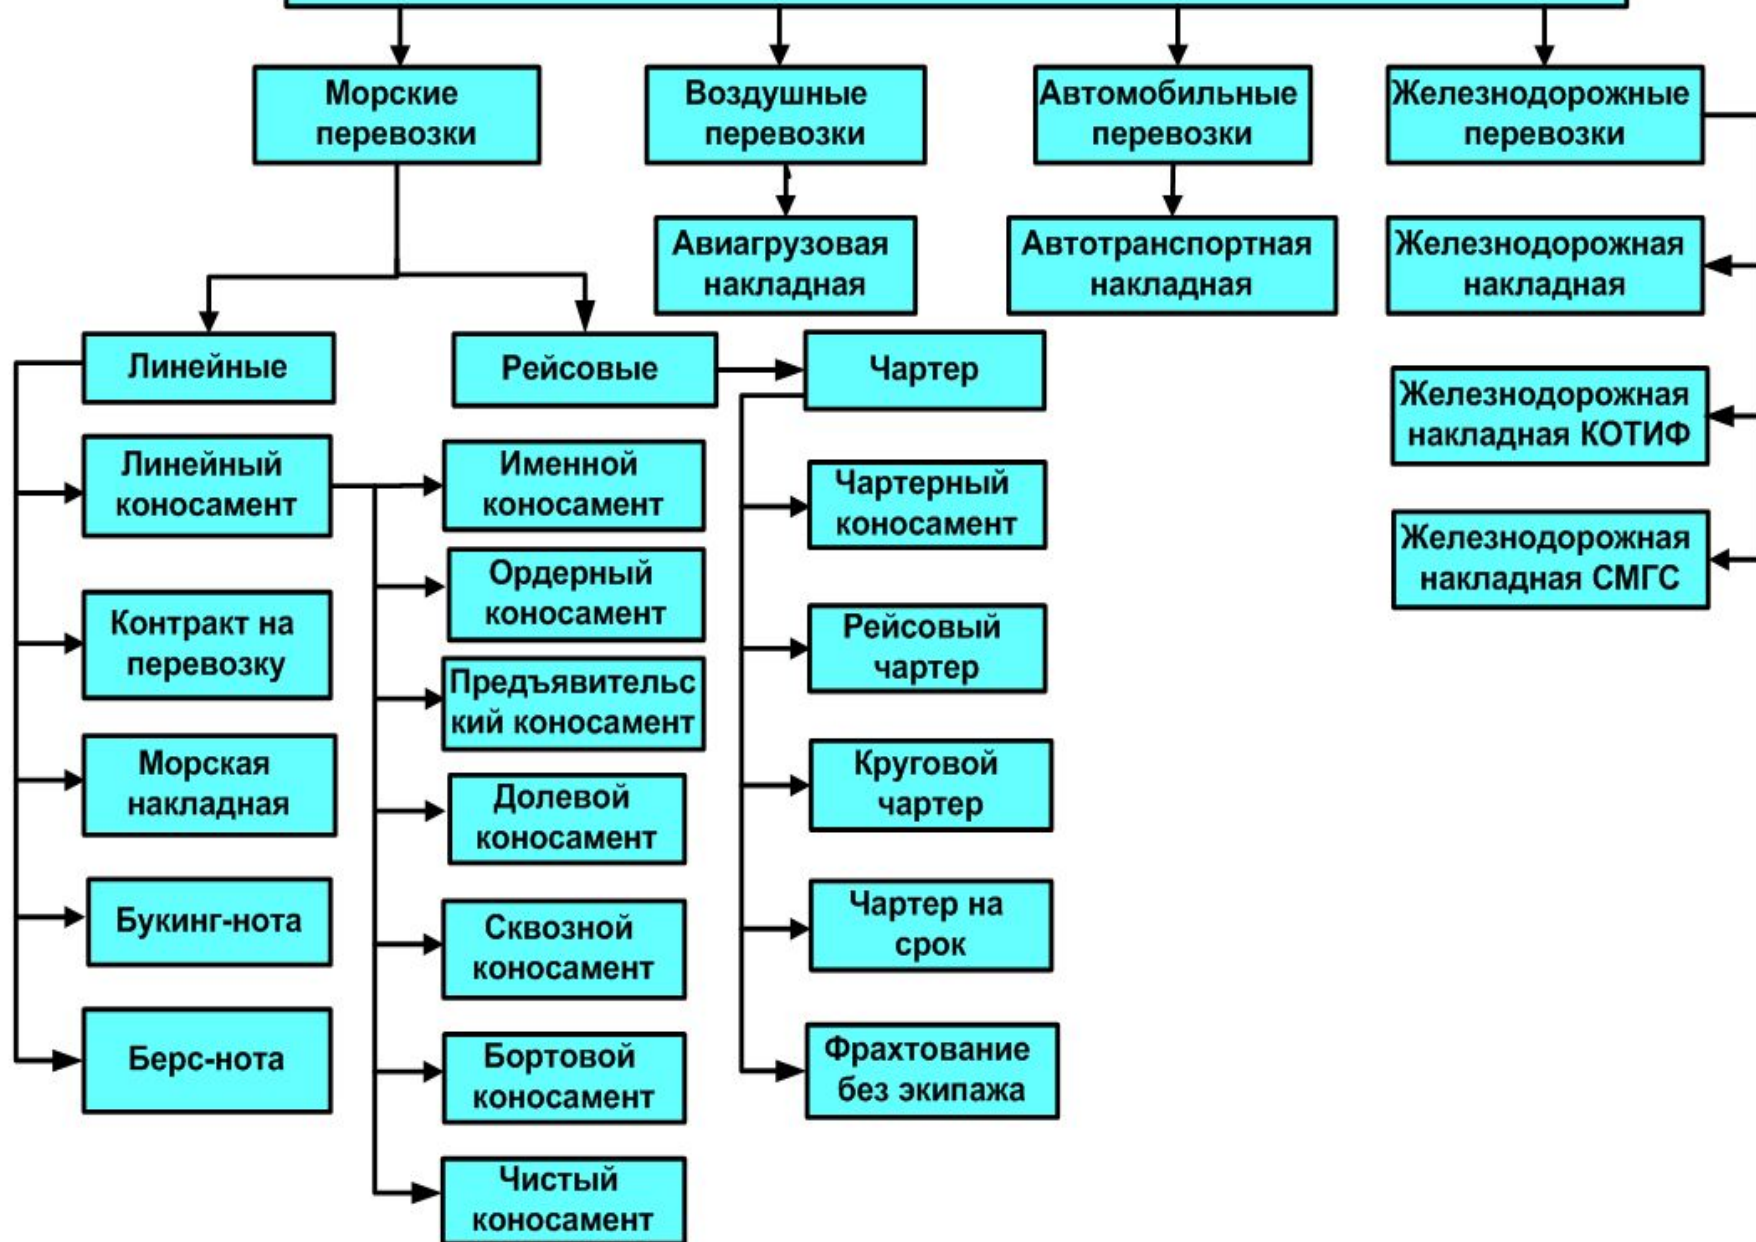 Морские
перевозки
Воздушные
перевозки
Автомобильные
перевозки
Железнодорожные
перевозки
Авиагрузовая
накладная
Автотранспортная
накладная
Железнодорожная
накладная
Линейные
Рейсовые
Чартер
Железнодорожная
накладная КОТИФ
Линейный
коносамент
Именной
коносамент
Чартерный
коносамент
Железнодорожная
накладная СМГС
Ордерный
коносамент
Контракт на
перевозку
Рейсовый
чартер
Предъявительс
кий коносамент
Морская
накладная
Долевой
коносамент
Круговой
чартер
Букинг-нота
Сквозной
коносамент
Чартер на
срок
Берс-нота
Бортовой
коносамент
Фрахтование
без экипажа
Чистый
коносамент